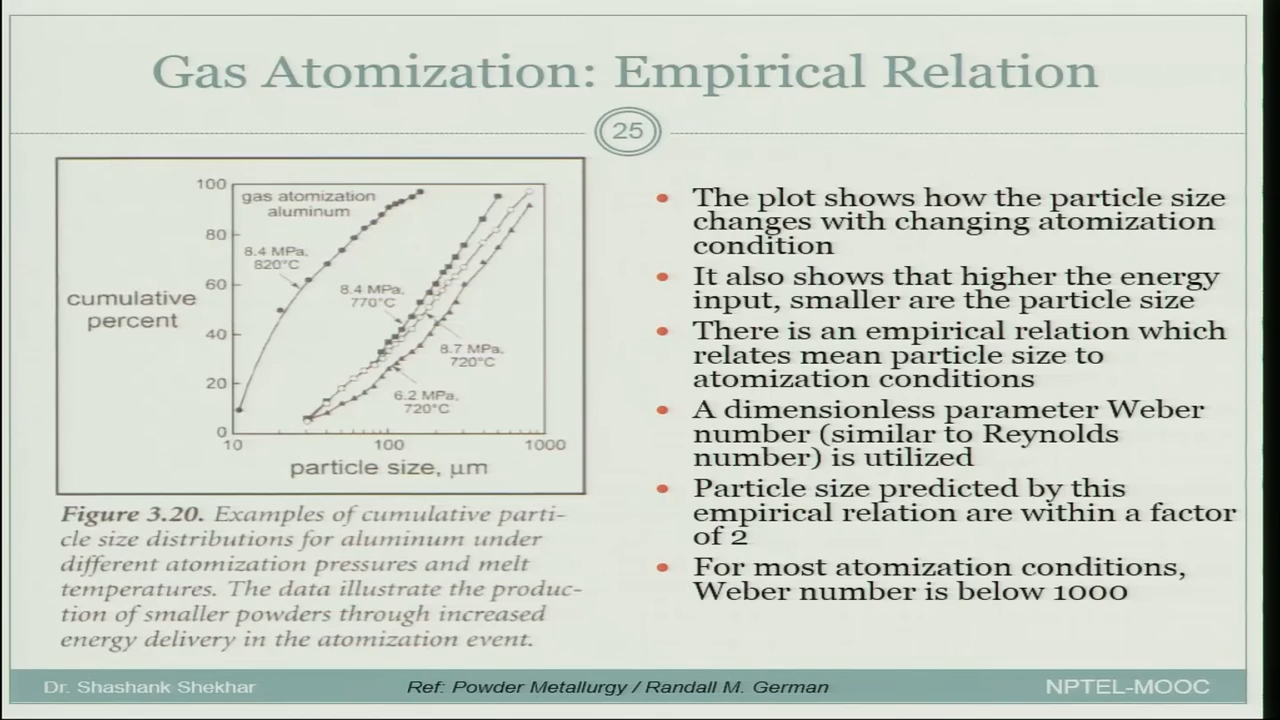 Gas Atomization: Empirical Relation
25
100
80
60
40
20
0
10
100
1000
gas atomization
aluminum
8.4 MPa,
820°C
8.4 MPa,
770°C
8.7 MPa,
720°C
6.2 MPa,
720°C
cumulative
percent
particle size, µm
Figure 3.20. Examples of cumulative parti-
cle size distributions for aluminum under
different atomization pressures and melt
temperatures. The data illustrate the produc-
tion of smaller powders through increased
energy delivery in the atomization event.
• The plot shows how the particle size
changes with changing atomization
condition
• It also shows that higher the energy
input, smaller are the particle size
• There is an empirical relation which
relates mean particle size to
atomization conditions
• A dimensionless parameter Weber
number (similar to Reynolds
number) is utilized
• Particle size predicted by this
empirical relation are within a factor
of 2
• For most atomization conditions,
Weber number is below 1000
Dr. Shashank Shekhar
Ref: Powder Metallurgy / Randall M. German
NPTEL-MOOC